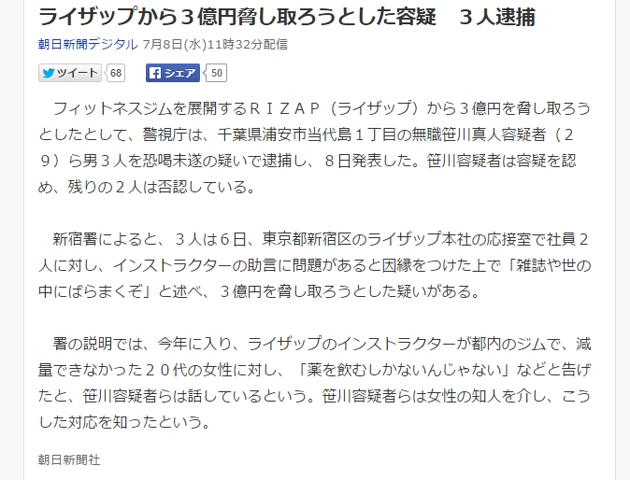 ライザップから３億円脅し取ろうとした容疑　３人逮捕
朝日新聞デジタル 7月8日(水)11時32分配信
ツイート 68 シェア 50
フィットネスジムを展開するＲＩＺＡＰ（ライザップ）から３億円を脅し取ろう
としたとして、警視庁は、千葉県浦安市当代島１丁目の無職笹川真人容疑者（２
９）ら男３人を恐喝未遂の疑いで逮捕し、８日発表した。笹川容疑者は容疑を認
め、残りの２人は否認している。
新宿署によると、３人は６日、東京都新宿区のライザップ本社の応接室で社員２
人に対し、インストラクターの助言に問題があると因縁をつけた上で「雑誌や世の
中にばらまくぞ」と述べ、３億円を脅し取ろうとした疑いがある。
署の説明では、今年に入り、ライザップのインストラクターが都内のジムで、減
量できなかった２０代の女性に対し、「薬を飲むしかないんじゃない」などと告げ
たと、笹川容疑者らは話しているという。笹川容疑者らは女性の知人を介し、こう
した対応を知ったという。
朝日新聞社